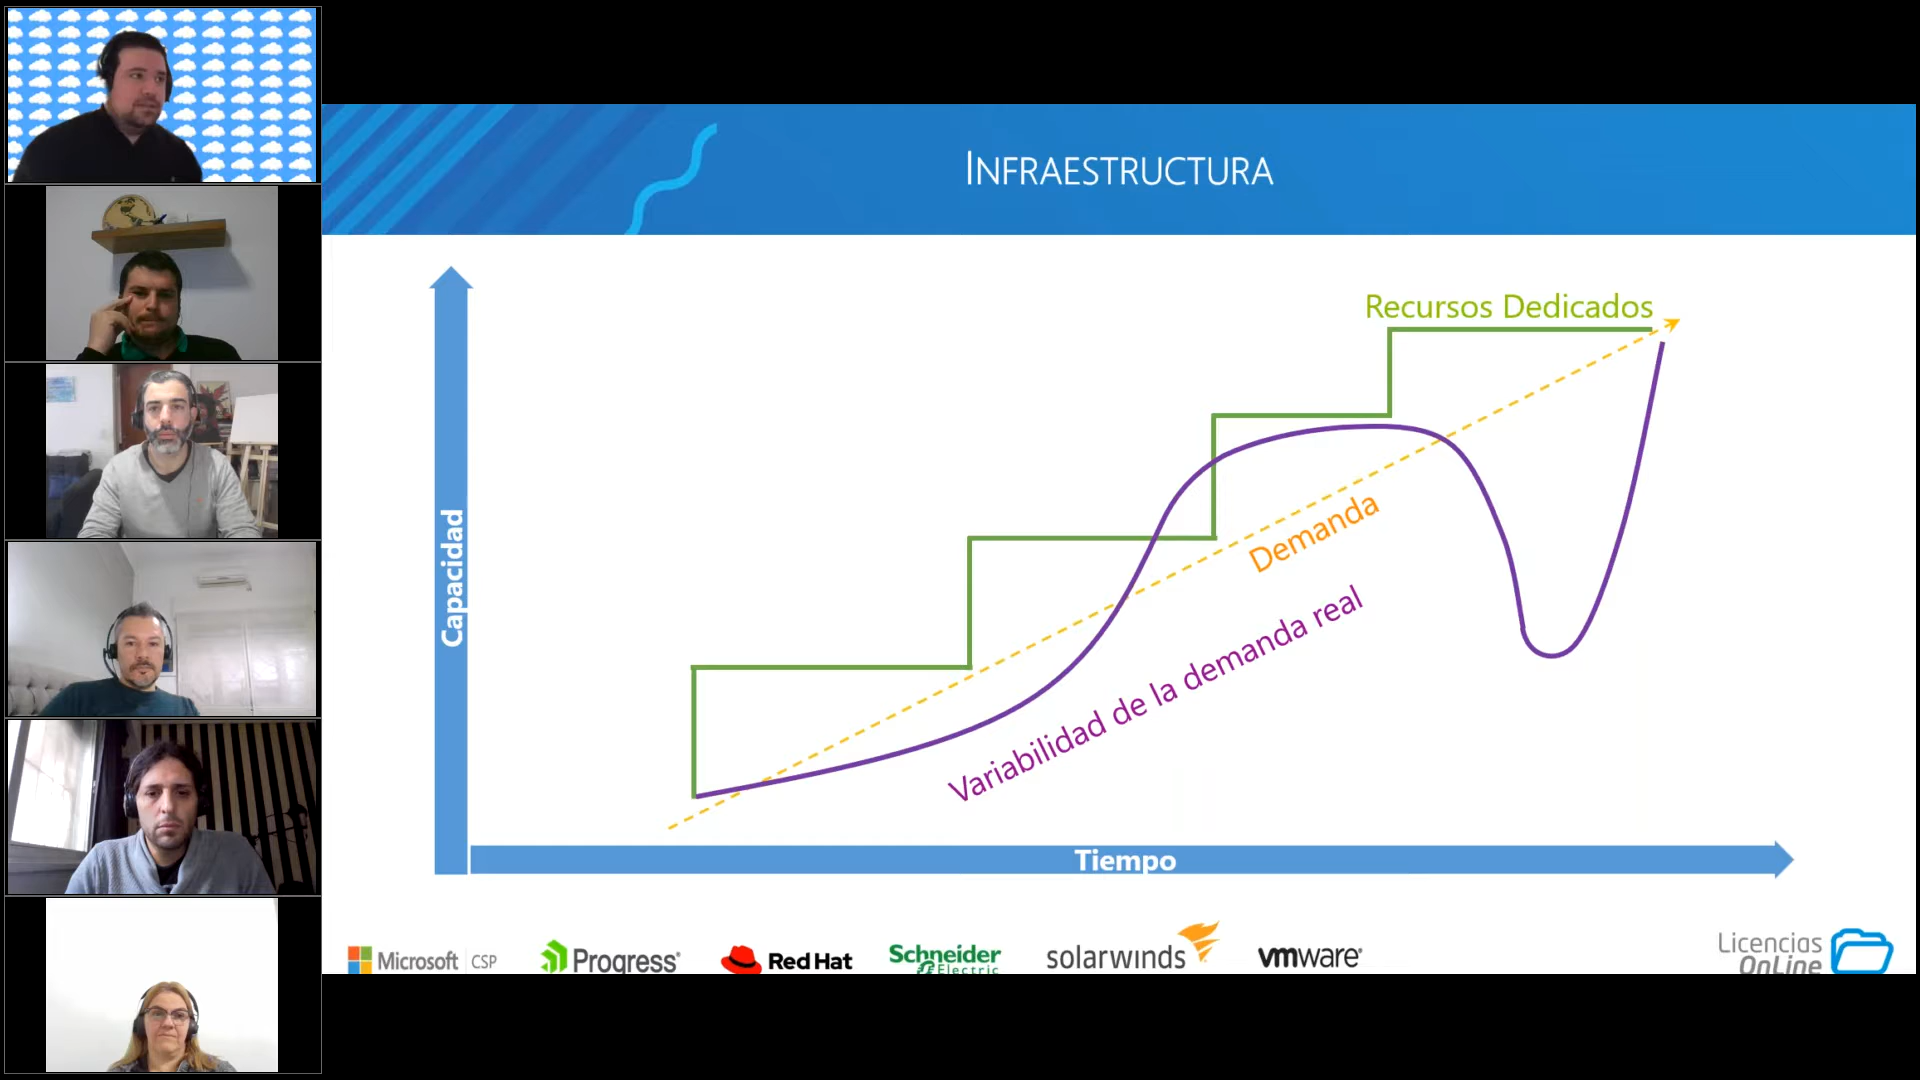 INFRAESTRUCTURA
Recursos Dedicados
Demanda
Variabilidad de la demanda real
Capacidad
Tiempo
Microsoft | CSP
Progress®
Red Hat
Schneider
Electric
solarwinds
vmware®
Licencias
OnLine